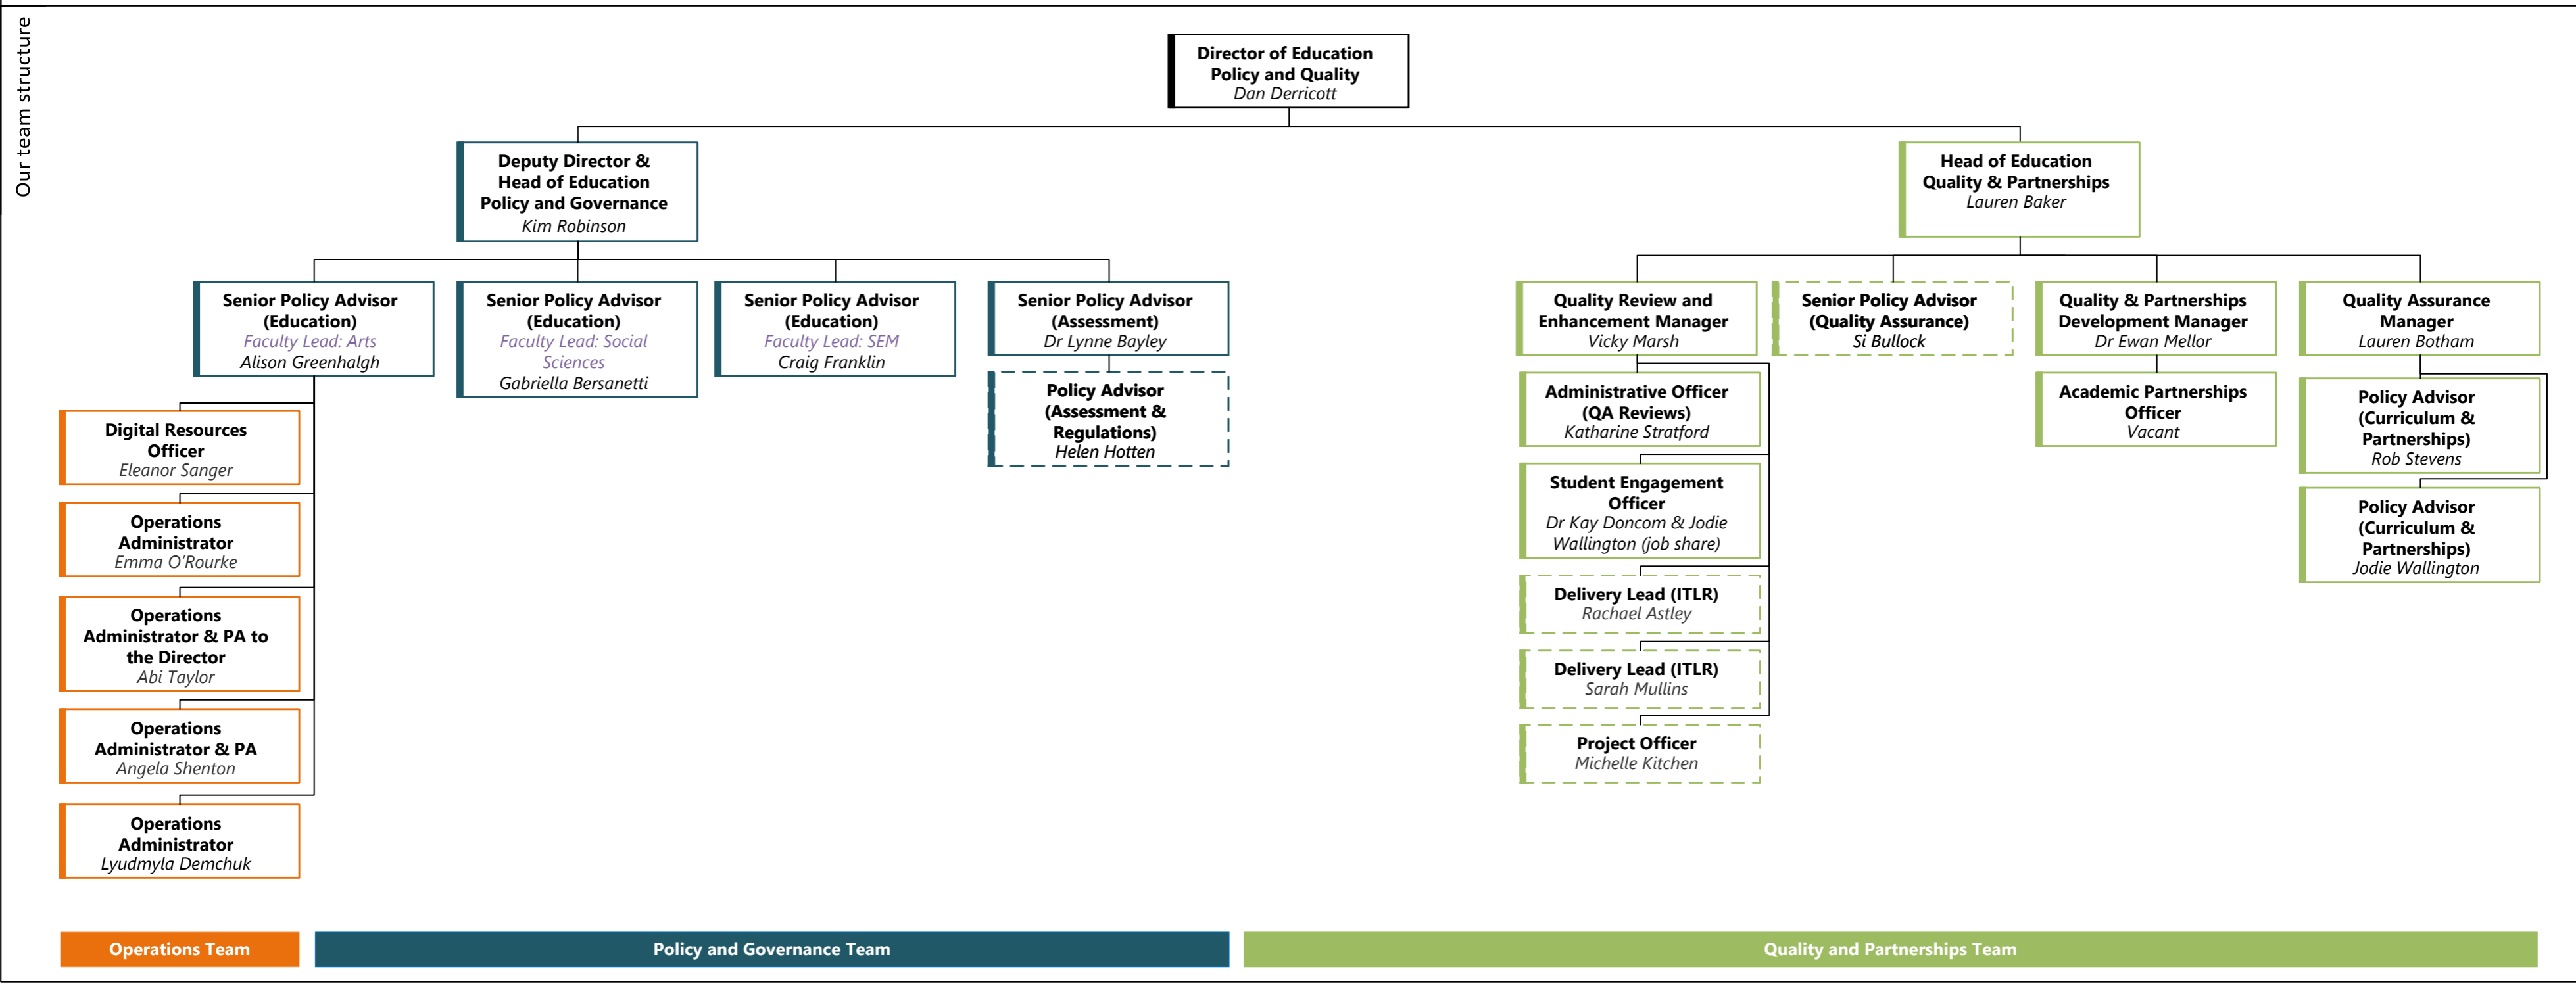 Our team structure
Director of Education
Policy and Quality
Dan Derricott
Deputy Director &
Head of Education
Policy and Governance
Kim Robinson
Head of Education
Quality & Partnerships
Lauren Baker
Senior Policy Advisor
(Education)
Faculty Lead: Arts
Alison Greenhalgh
Senior Policy Advisor
(Education)
Faculty Lead: Social
Sciences
Gabriella Bersanetti
Senior Policy Advisor
(Education)
Faculty Lead: SEM
Craig Franklin
Senior Policy Advisor
(Assessment)
Dr Lynne Bayley
Policy Advisor
(Assessment &
Regulations)
Helen Hotten
Digital Resources
Officer
Eleanor Sanger
Operations
Administrator
Emma O'Rourke
Operations
Administrator & PA to
the Director
Abi Taylor
Operations
Administrator & PA
Angela Shenton
Operations
Administrator
Lyudmyla Demchuk
Quality Review and
Enhancement Manager
Vicky Marsh
Administrative Officer
(QA Reviews)
Katharine Stratford
Student Engagement
Officer
Dr Kay Doncom & Jodie
Wallington (job share)
Delivery Lead (ITLR)
Rachael Astley
Delivery Lead (ITLR)
Sarah Mullins
Project Officer
Michelle Kitchen
Senior Policy Advisor
(Quality Assurance)
Si Bullock
Quality & Partnerships
Development Manager
Dr Ewan Mellor
Academic Partnerships
Officer
Vacant
Quality Assurance
Manager
Lauren Botham
Policy Advisor
(Curriculum &
Partnerships)
Rob Stevens
Policy Advisor
(Curriculum &
Partnerships)
Jodie Wallington
Operations Team
Policy and Governance Team
Quality and Partnerships Team